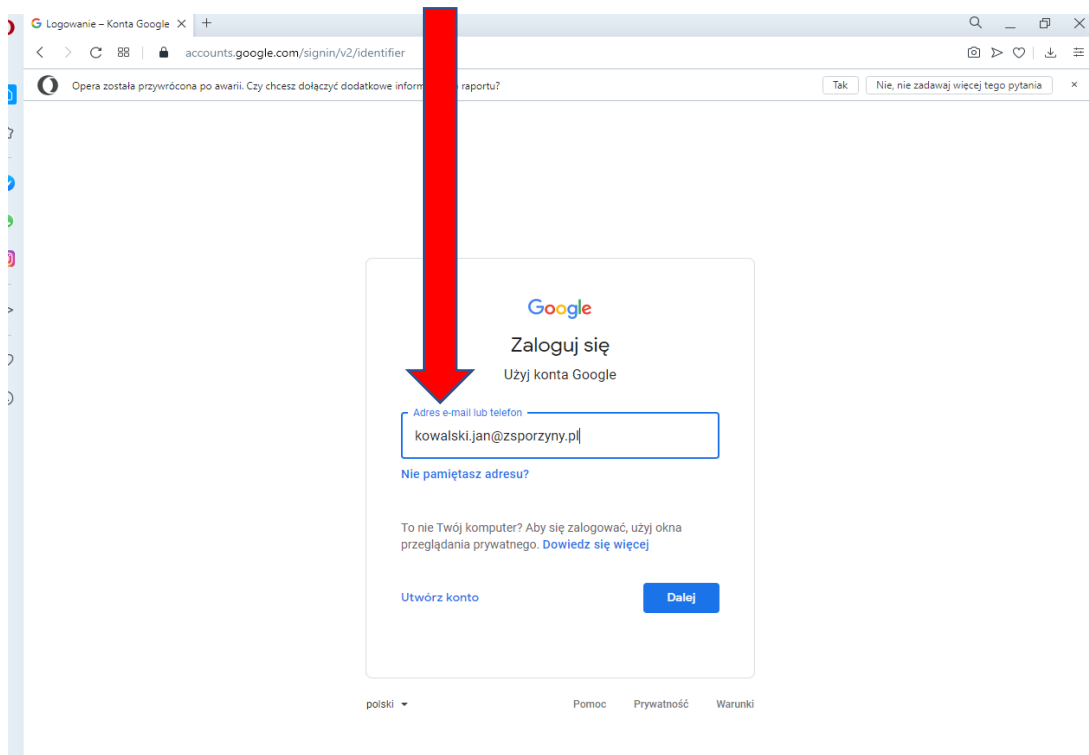 Logowanie – Konta Google
accounts.google.com/signin/v2/identifier
Opera została przywrócona po awarii. Czy chcesz dołączyć dodatkowe raportu?
Tak
Nie, nie zadawaj więcej tego pytania
Google
Zaloguj się
Użyj konta Google
Adres e-mail lub telefon
kowalski.jan@zsporzyny.pl
Nie pamiętasz adresu?
To nie Twój komputer? Aby się zalogować, użyj okna
przeglądania prywatnego. Dowiedz się więcej
Utwórz konto
Dalej
polski
Pomoc
Prywatność
Warunki